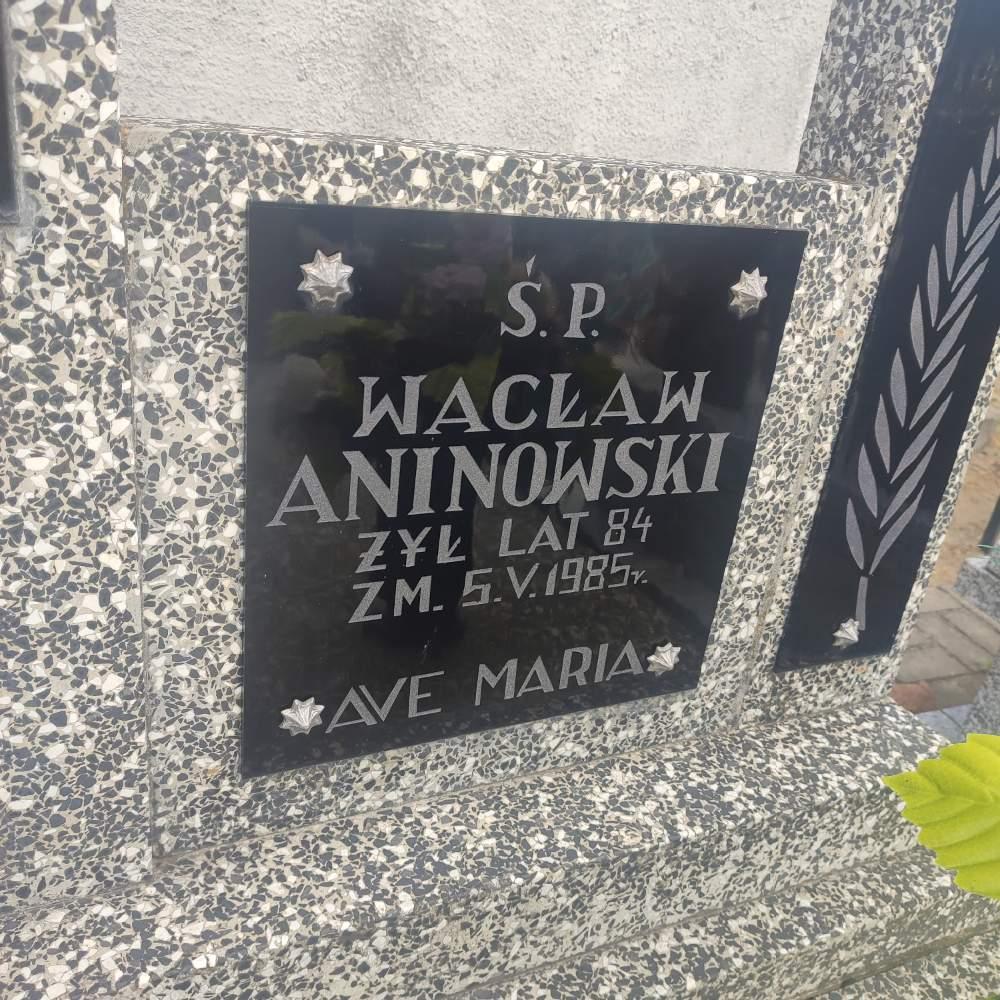 Ś. P.
WACŁAW
ANINOWSKI
ŻYŁ LAT 84
ZM. 5.V.1985r.
AVE MARIA